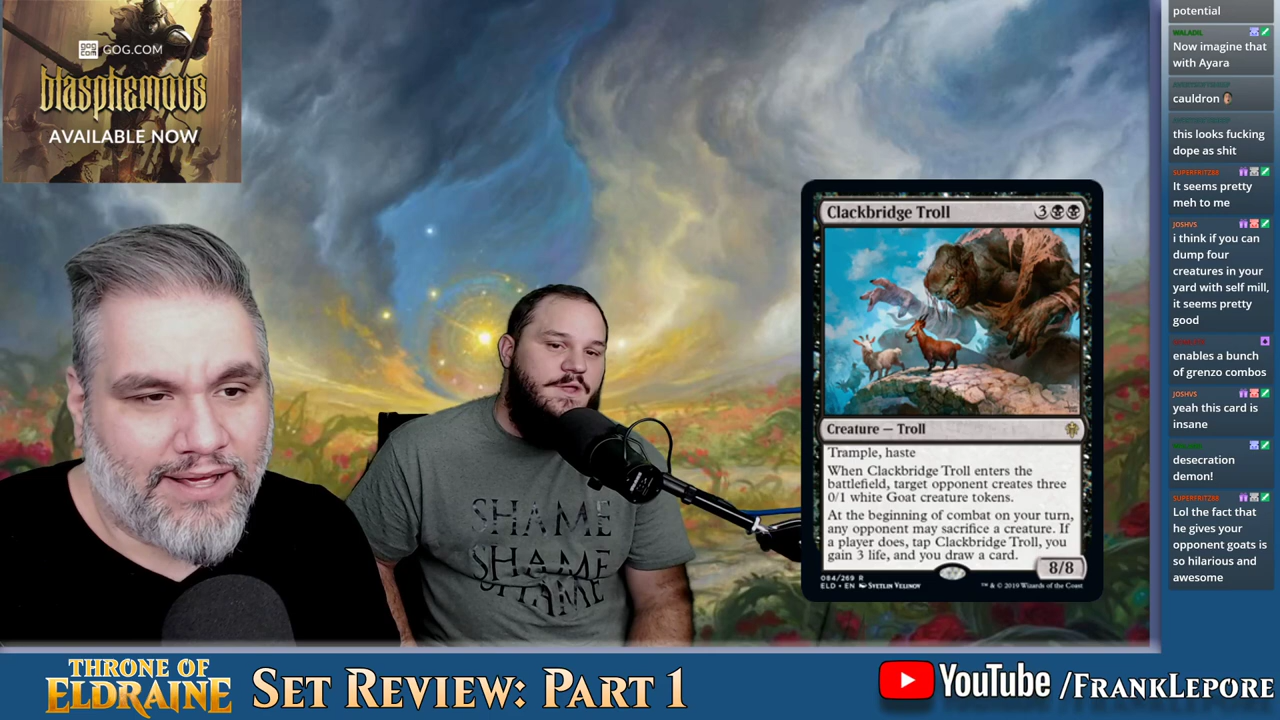 GOG.COM
blasphemous
AVAILABLE NOW
SHAME
SHAME
SHAME
Clackbridge Troll 3
Creature — Troll
Trample, haste
When Clackbridge Troll enters the
battlefield, target opponent creates three
0/1 white Goat creature tokens.
At the beginning of combat on your turn,
any opponent may sacrifice a creature. If
a player does, tap Clackbridge Troll, you
gain 3 life, and you draw a card.
8/8
084/269 R
ELD • EN Svetlin Velinov
™ & © 2019 Wizards of the Coast
potential
WALADIL
Now imagine that
with Ayara
cauldron
this looks fucking
dope as shit
SUPERFRITZ88
It seems pretty
meh to me
JOSHVS
i think if you can
dump four
creatures in your
yard with self mill,
it seems pretty
good
enables a bunch
of grenzo combos
JOSHVS
yeah this card is
insane
desecration
demon!
SUPERFRITZ88
Lol the fact that
he gives your
opponent goats is
so hilarious and
awesome
THRONE OF
ELDRAINE
SET REVIEW: PART 1
YouTube /FRANKLEPORE